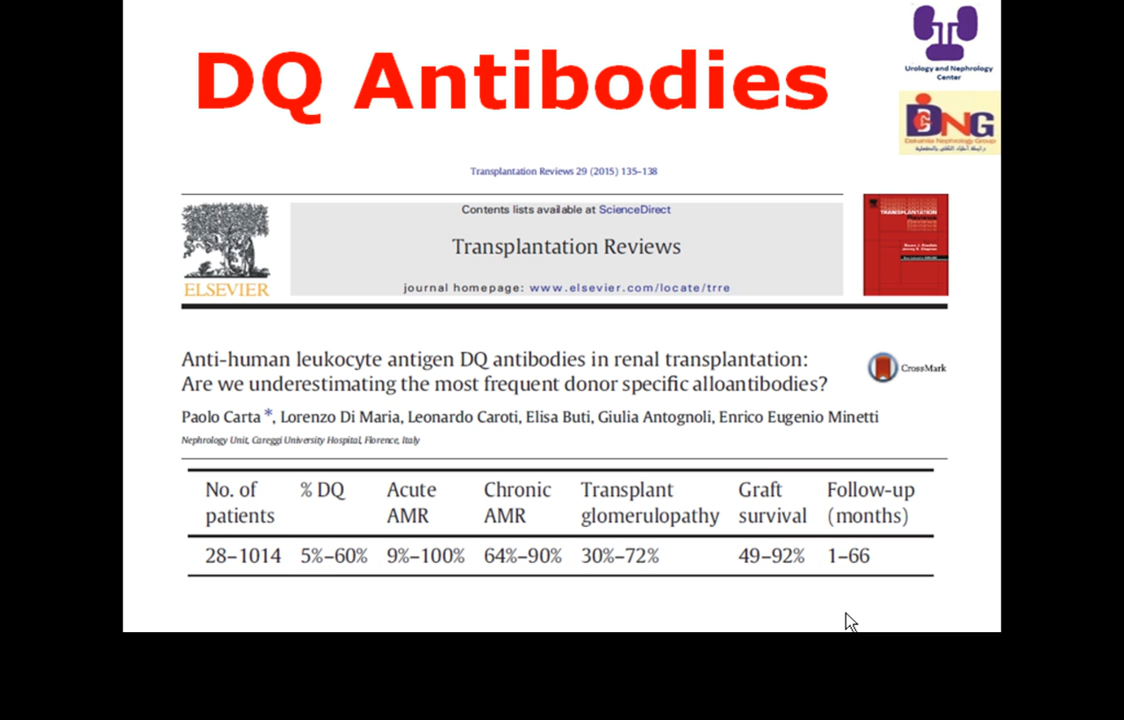 DQ Antibodies
Urology and Nephrology
Center
DNG
Dakahlia Nephrology Group
Transplantation Reviews 29 (2015) 135–138
Contents lists available at ScienceDirect
Transplantation Reviews
journal homepage: www.elsevier.com/locate/trre
ELSEVIER
TRANSPLANTATION
Reviews
Anti-human leukocyte antigen DQ antibodies in renal transplantation:
Are we underestimating the most frequent donor specific alloantibodies?
CrossMark
Paolo Carta *, Lorenzo Di Maria, Leonardo Caroti, Elisa Buti, Giulia Antognoli, Enrico Eugenio Minetti
Nephrology Unit, Careggi University Hospital, Florence, Italy
No. of % DQ Acute Chronic Transplant Graft Follow-up
patients AMR AMR glomerulopathy survival (months)
28–1014 5%–60% 9%–100% 64%–90% 30%–72% 49–92% 1–66